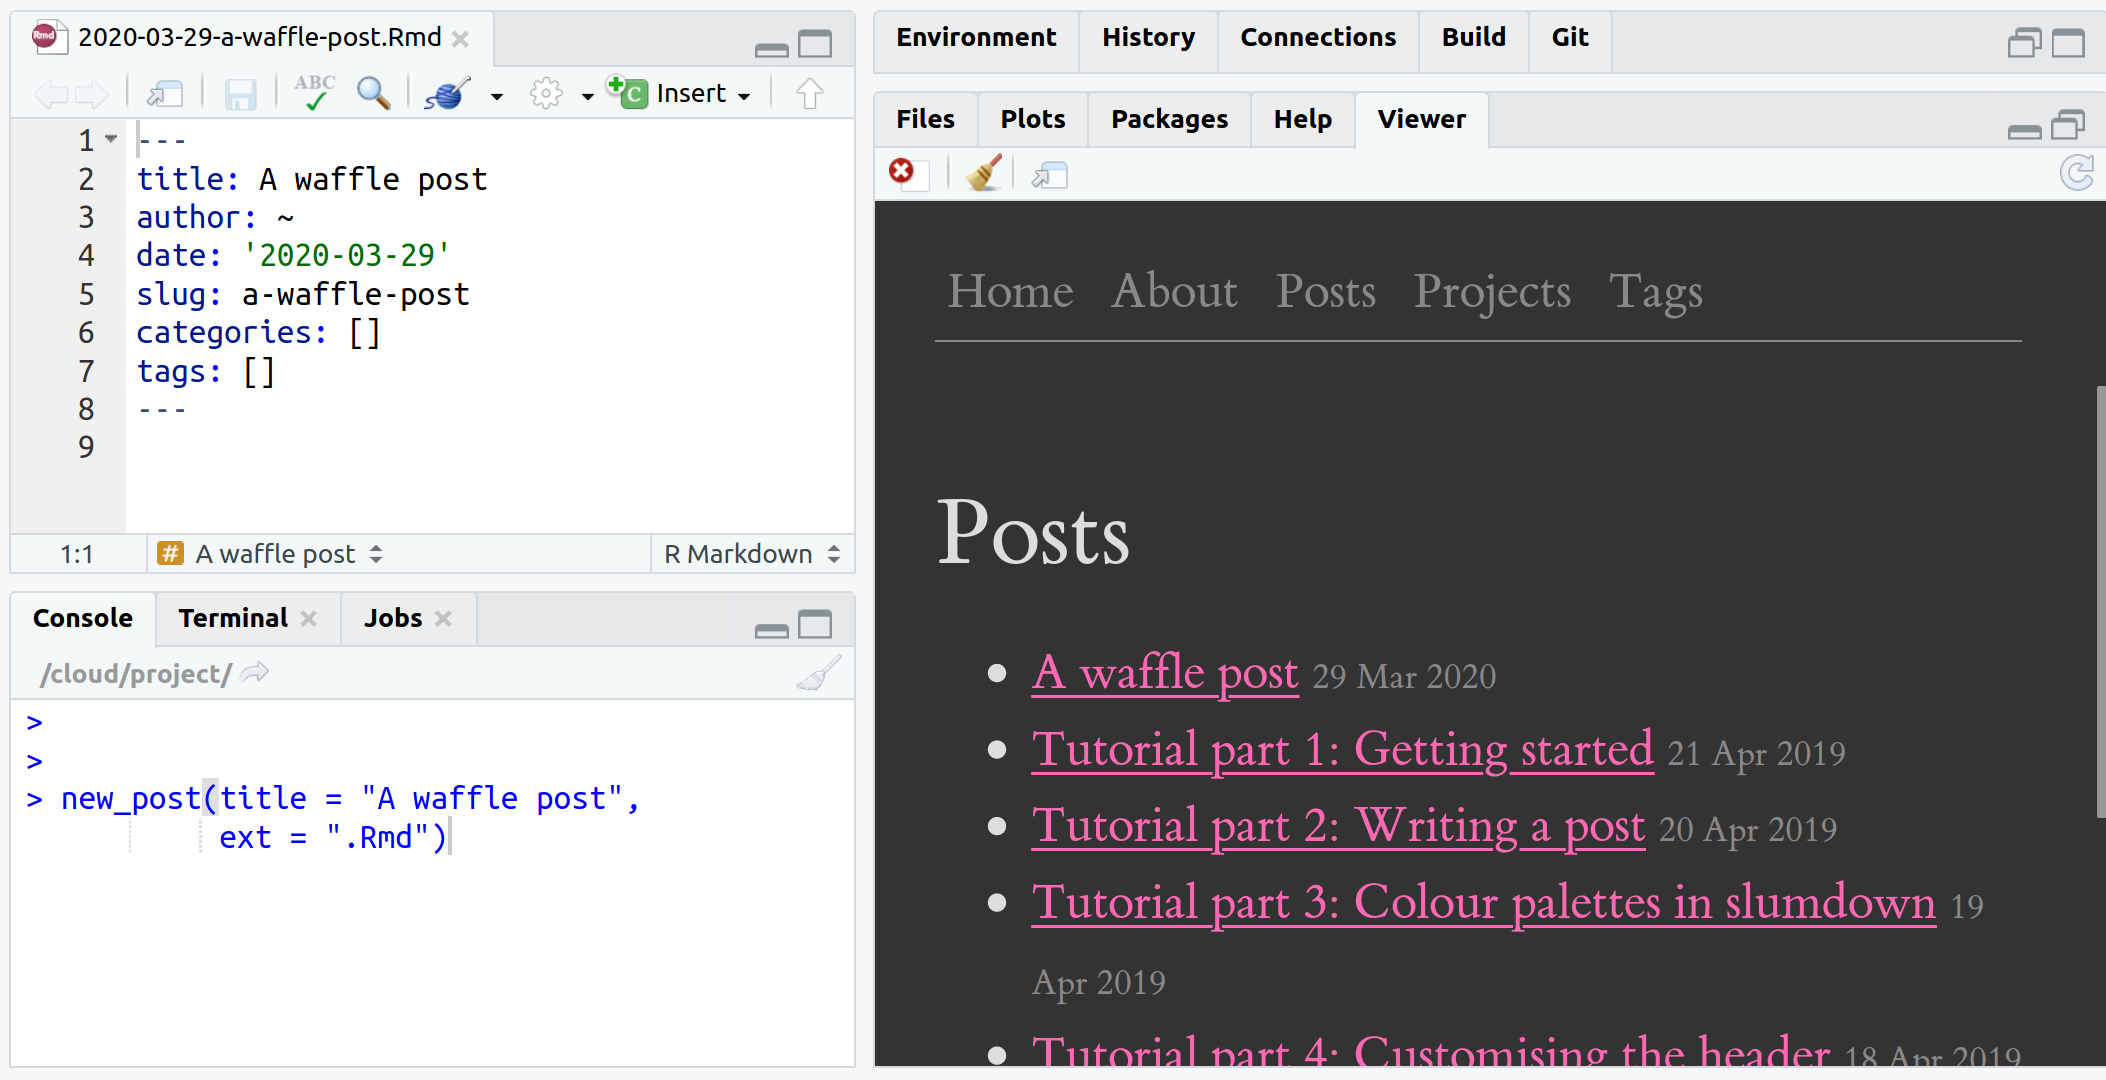 Rmd 2020-03-29-a-waffle-post.Rmd
ABC Insert
C
1 ---
2 title: A waffle post
3 author: ~
4 date: '2020-03-29'
5 slug: a-waffle-post
6 categories: []
7 tags: []
8 ---
9
1:1 # A waffle post R Markdown
Console Terminal Jobs
/cloud/project/
>
>
> new_post(title = "A waffle post",
ext = ".Rmd")
Environment History Connections Build Git
Files Plots Packages Help Viewer
Home About Posts Projects Tags
Posts
• A waffle post 29 Mar 2020
• Tutorial part 1: Getting started 21 Apr 2019
• Tutorial part 2: Writing a post 20 Apr 2019
• Tutorial part 3: Colour palettes in slumdown 19
Apr 2019
• Tutorial part 4: Customising the header 18 Apr 2019